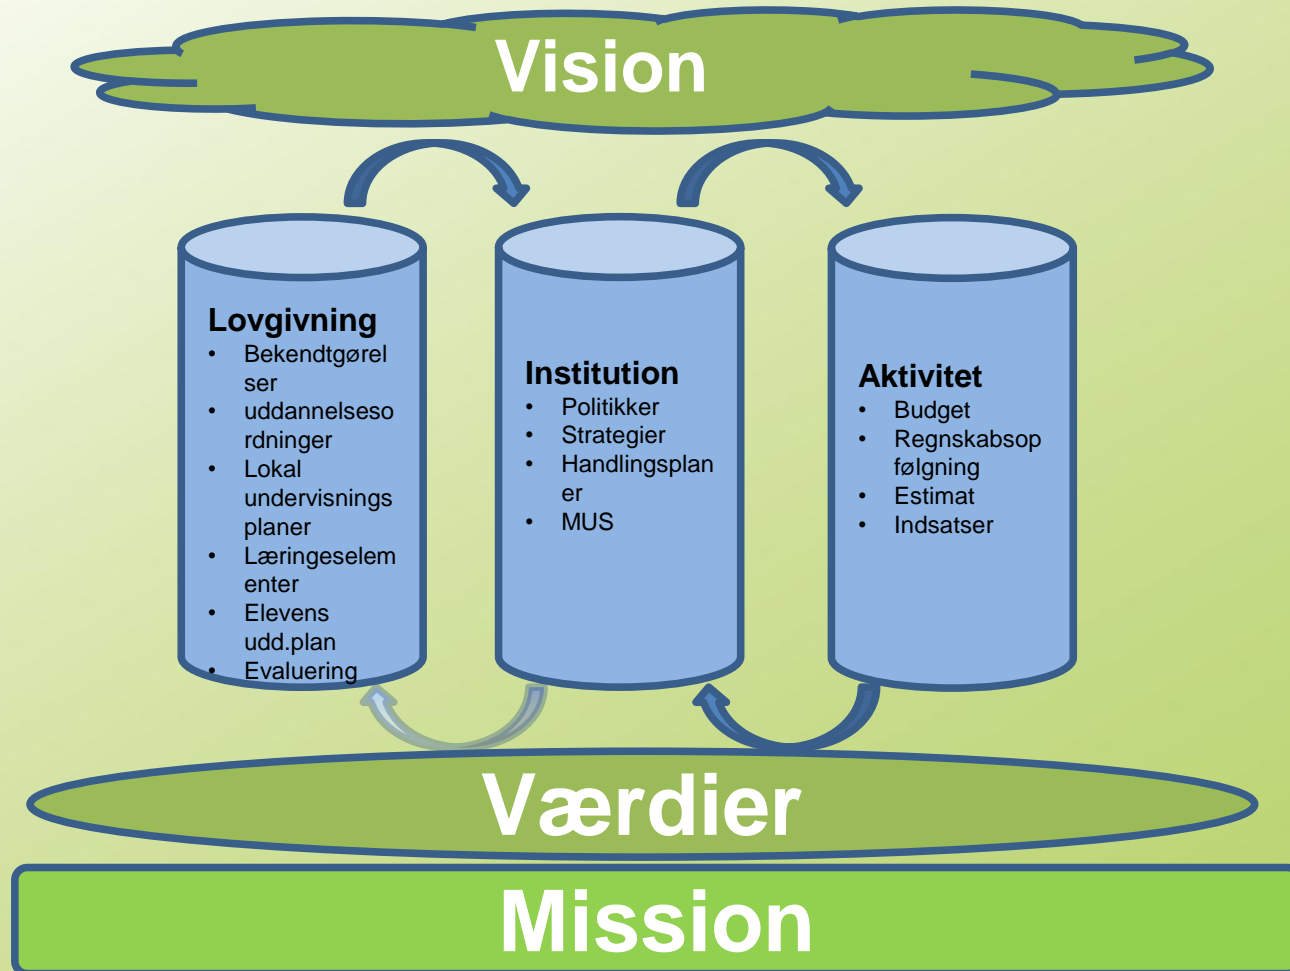 Vision
Lovgivning
• Bekendtgørel
ser
• uddannelseso
rdninger
• Lokal
undervisnings
planer
• Læringeselem
enter
• Elevens
udd.plan
• Evaluering
Institution
• Politikker
• Strategier
• Handlingsplan
er
• MUS
Aktivitet
• Budget
• Regnskabsop
følgning
• Estimat
• Indsatser
Værdier
Mission